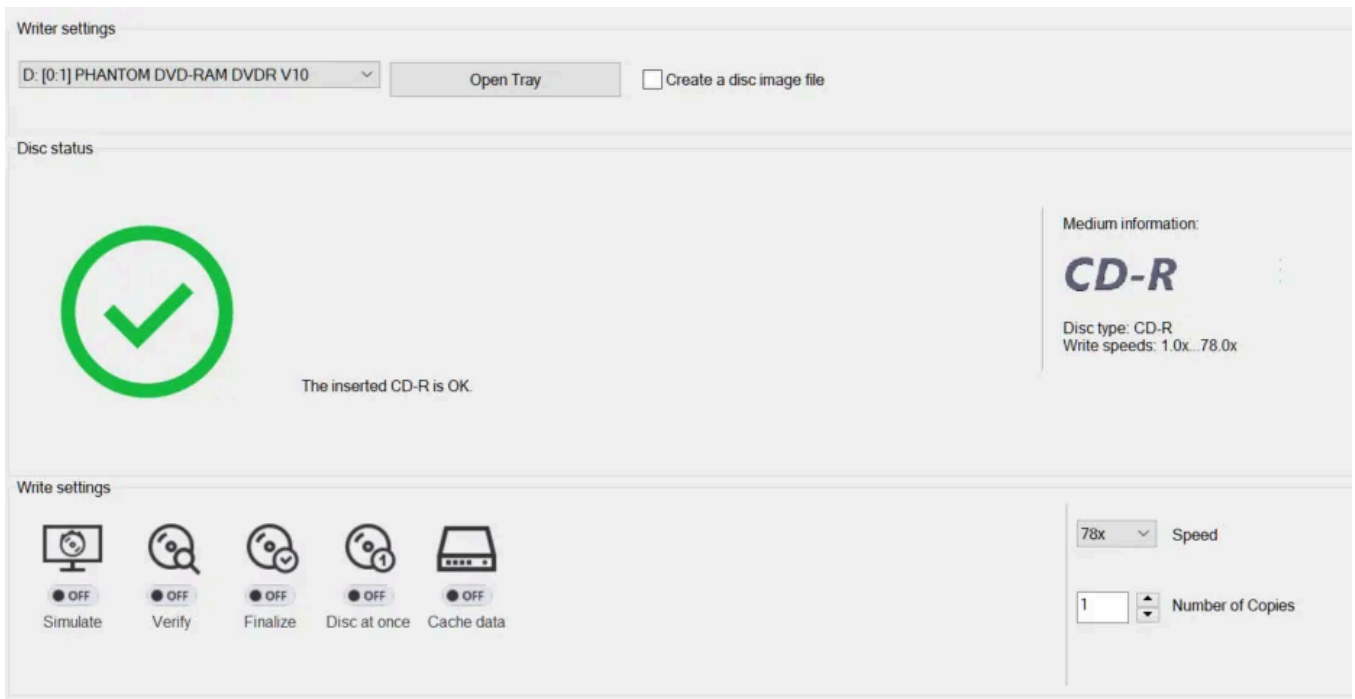 Writer settings
D: [0:1] PHANTOM DVD-RAM DVDR V10
Open Tray
Create a disc image file
Disc status
The inserted CD-R is OK.
Medium information:
CD-R
Disc type: CD-R
Write speeds: 1.0x...78.0x
Write settings
OFF OFF OFF OFF OFF
Simulate Verify Finalize Disc at once Cache data
78x Speed
1 Number of Copies